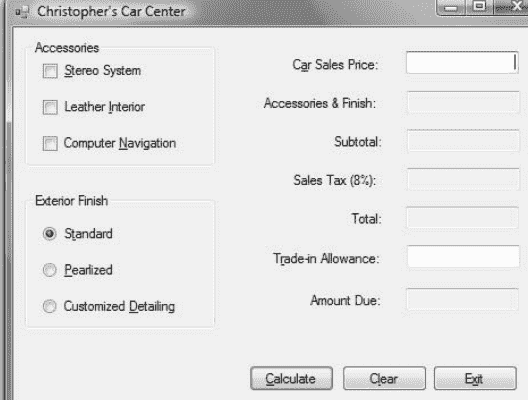 Christopher's Car Center
Accessories
Stereo System
Leather Interior
Computer Navigation
Exterior Finish
Standard
Pearlized
Customized Detailing
Car Sales Price:
Accessories & Finish:
Subtotal:
Sales Tax (8%):
Total:
Trade-in Allowance:
Amount Due:
Calculate
Clear
Exit